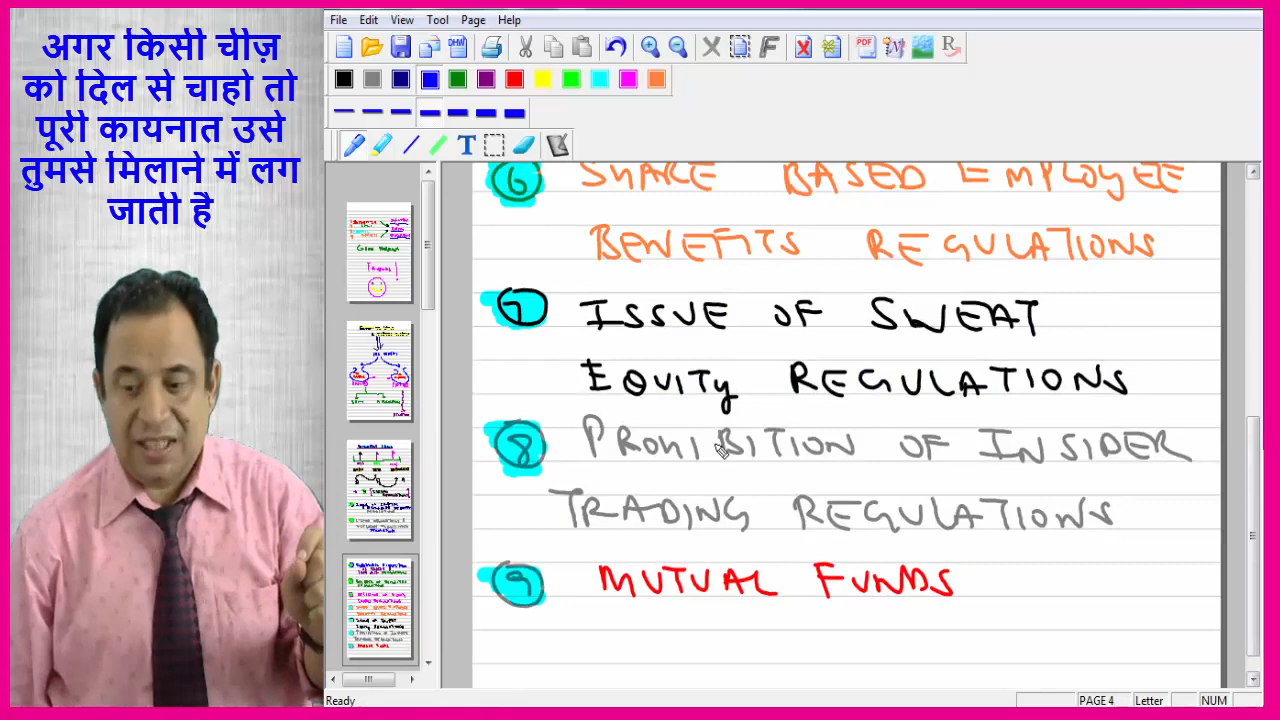 अगर किसी चीज़
को दिल से चाहो तो
पूरी कायनात उसे
तुमसे मिलाने में लग
जाती है
File Edit View Tool Page Help
6 SHARE BASED EMPLOYEE
BENEFITS REGULATIONS
7 ISSUE OF SWEAT
EQUITY REGULATIONS
8 PROHIBITION OF INSIDER
TRADING REGULATIONS
9 MUTUAL FUNDS
Ready
PAGE 4 Letter NUM